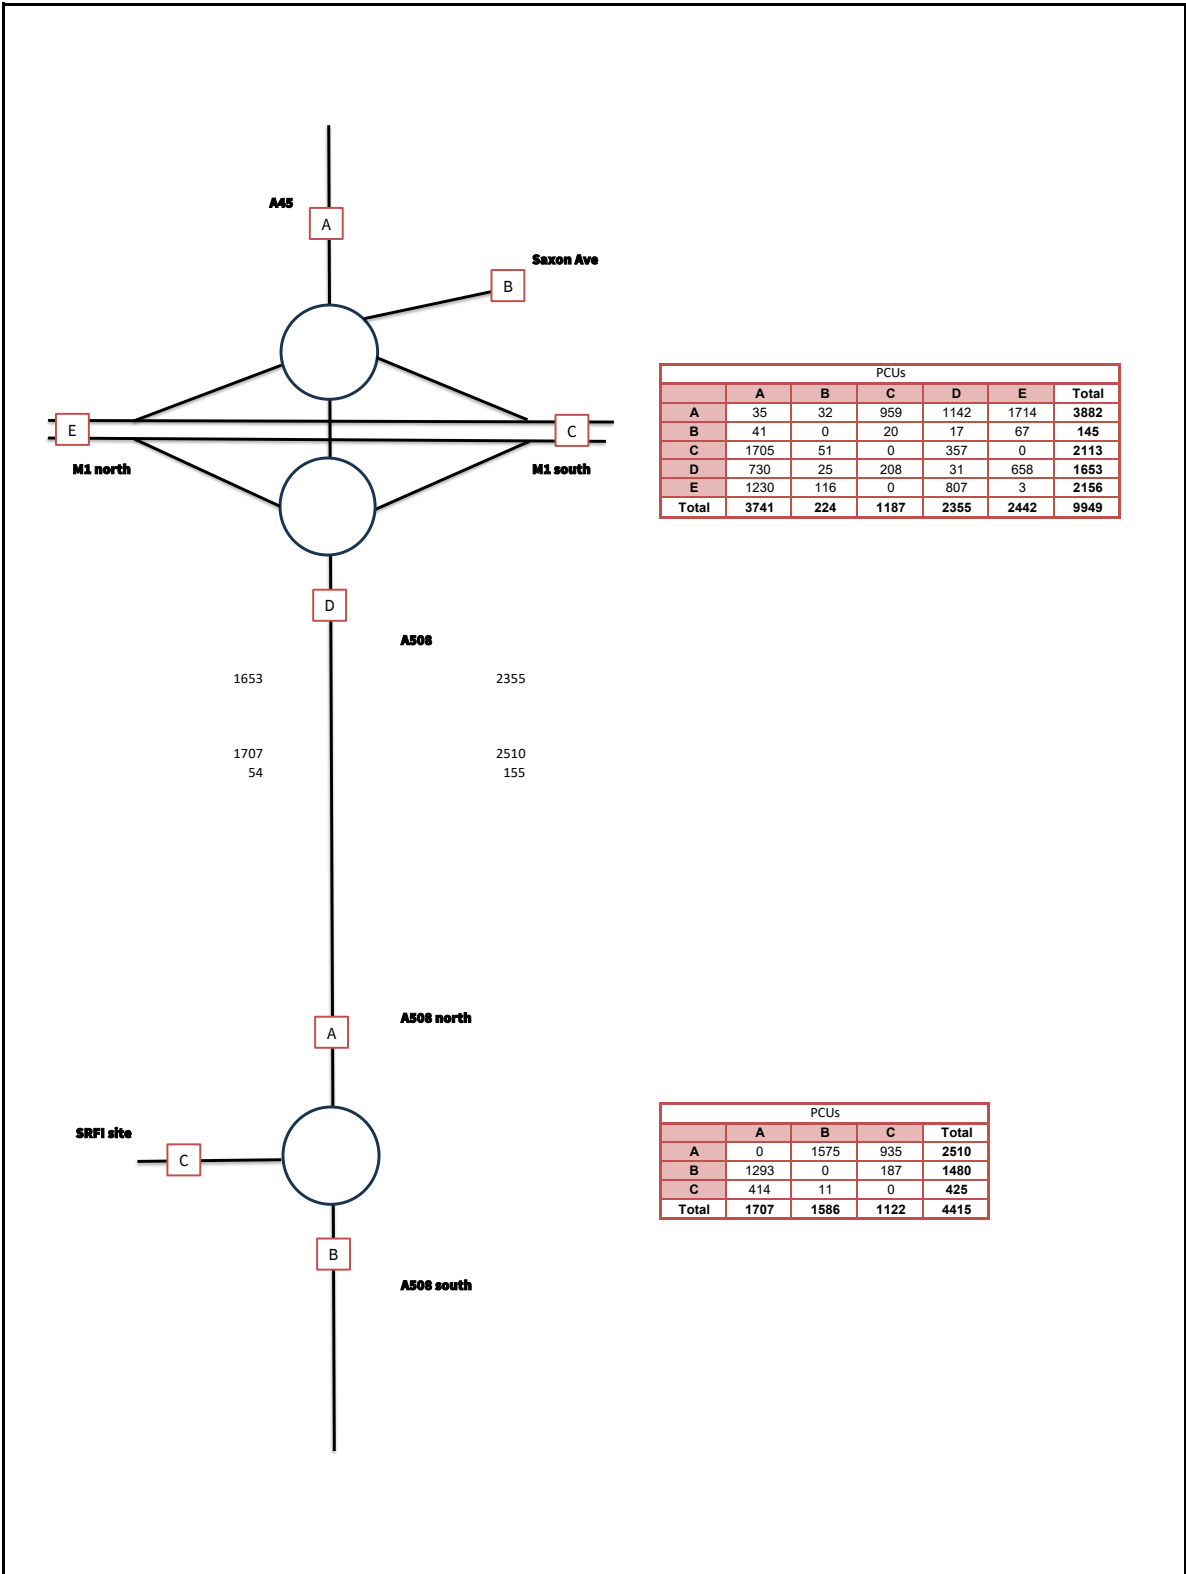 A45
A
Saxon Ave
B
PCUs
A B C D E Total
A 35 32 959 1142 1714 3882
B 41 0 20 17 67 145
C 1705 51 0 357 0 2113
D 730 25 208 31 658 1653
E 1230 116 0 807 3 2156
Total 3741 224 1187 2355 2442 9949
E C
M1 north M1 south
D
A508
1653 2355
1707 2510
54 155
A508 north
A
PCUs
A B C Total
A 0 1575 935 2510
B 1293 0 187 1480
C 414 11 0 425
Total 1707 1586 1122 4415
SRFI site
C
B
A508 south